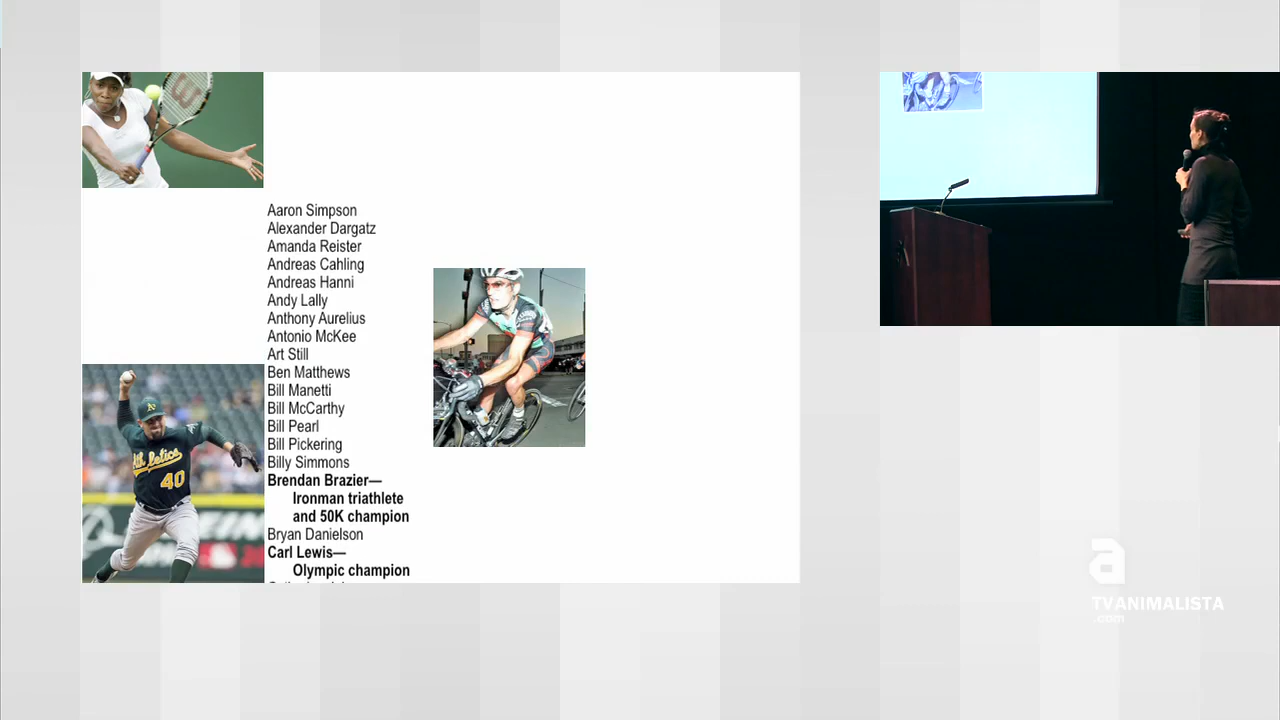 Aaron Simpson
Alexander Dargatz
Amanda Reister
Andreas Cahling
Andreas Hanni
Andy Lally
Anthony Aurelius
Antonio McKee
Art Still
Ben Matthews
Bill Manetti
Bill McCarthy
Bill Pearl
Bill Pickering
Billy Simmons
Brendan Brazier—
Ironman triathlete
and 50K champion
Bryan Danielson
Carl Lewis—
Olympic champion
Athletics
40
a
TVANIMALISTA
.com